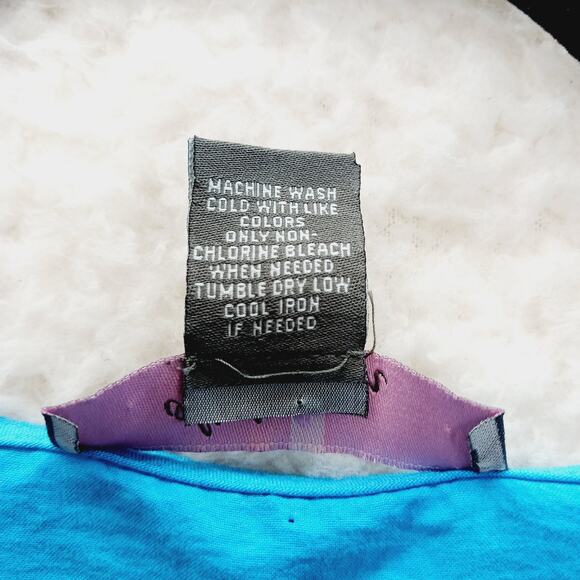 MACHINE WASH
COLD WITH LIKE
COLORS
ONLY NON-
CHLORINE BLEACH
WHEN NEEDED
TUMBLE DRY LOW
COOL IRON
IF NEEDED